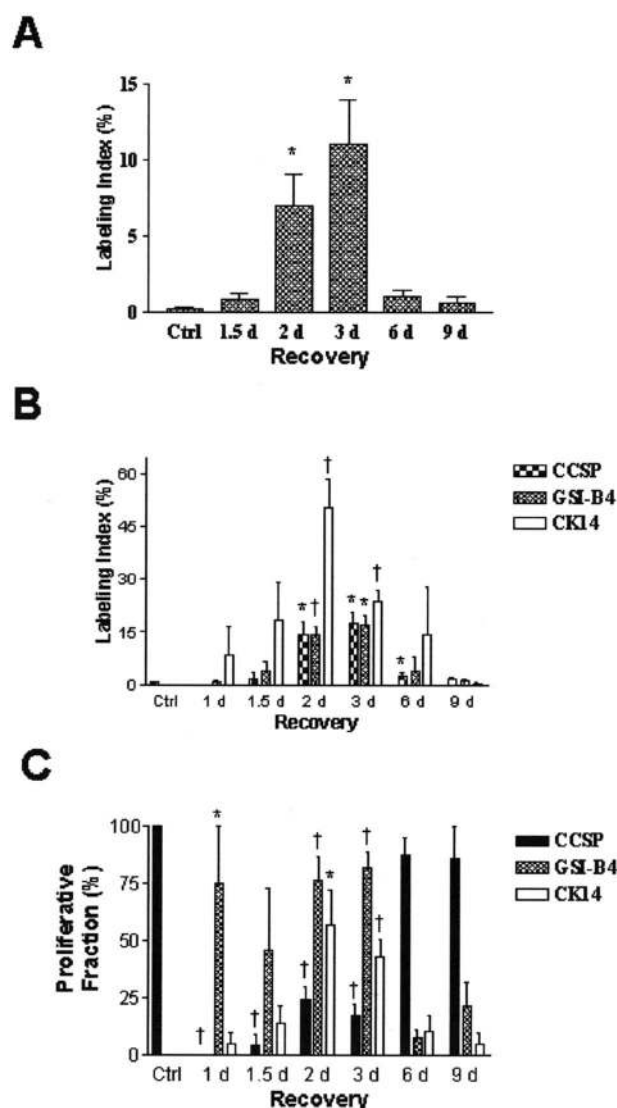 A
Labeling Index (%)
15
10
5
0
*
*
Ctrl 1.5 d 2 d 3 d 6 d 9 d
Recovery
B
Labeling Index (%)
60
45
30
15
0
* † †
* * †
*
Ctrl 1 d 1.5 d 2 d 3 d 6 d 9 d
Recovery
CCSP
GSI-B4
CK14
C
Proliferative
Fraction (%)
100
75
50
25
0
† *
†
† † *
† † †
Ctrl 1 d 1.5 d 2 d 3 d 6 d 9 d
Recovery
CCSP
GSI-B4
CK14